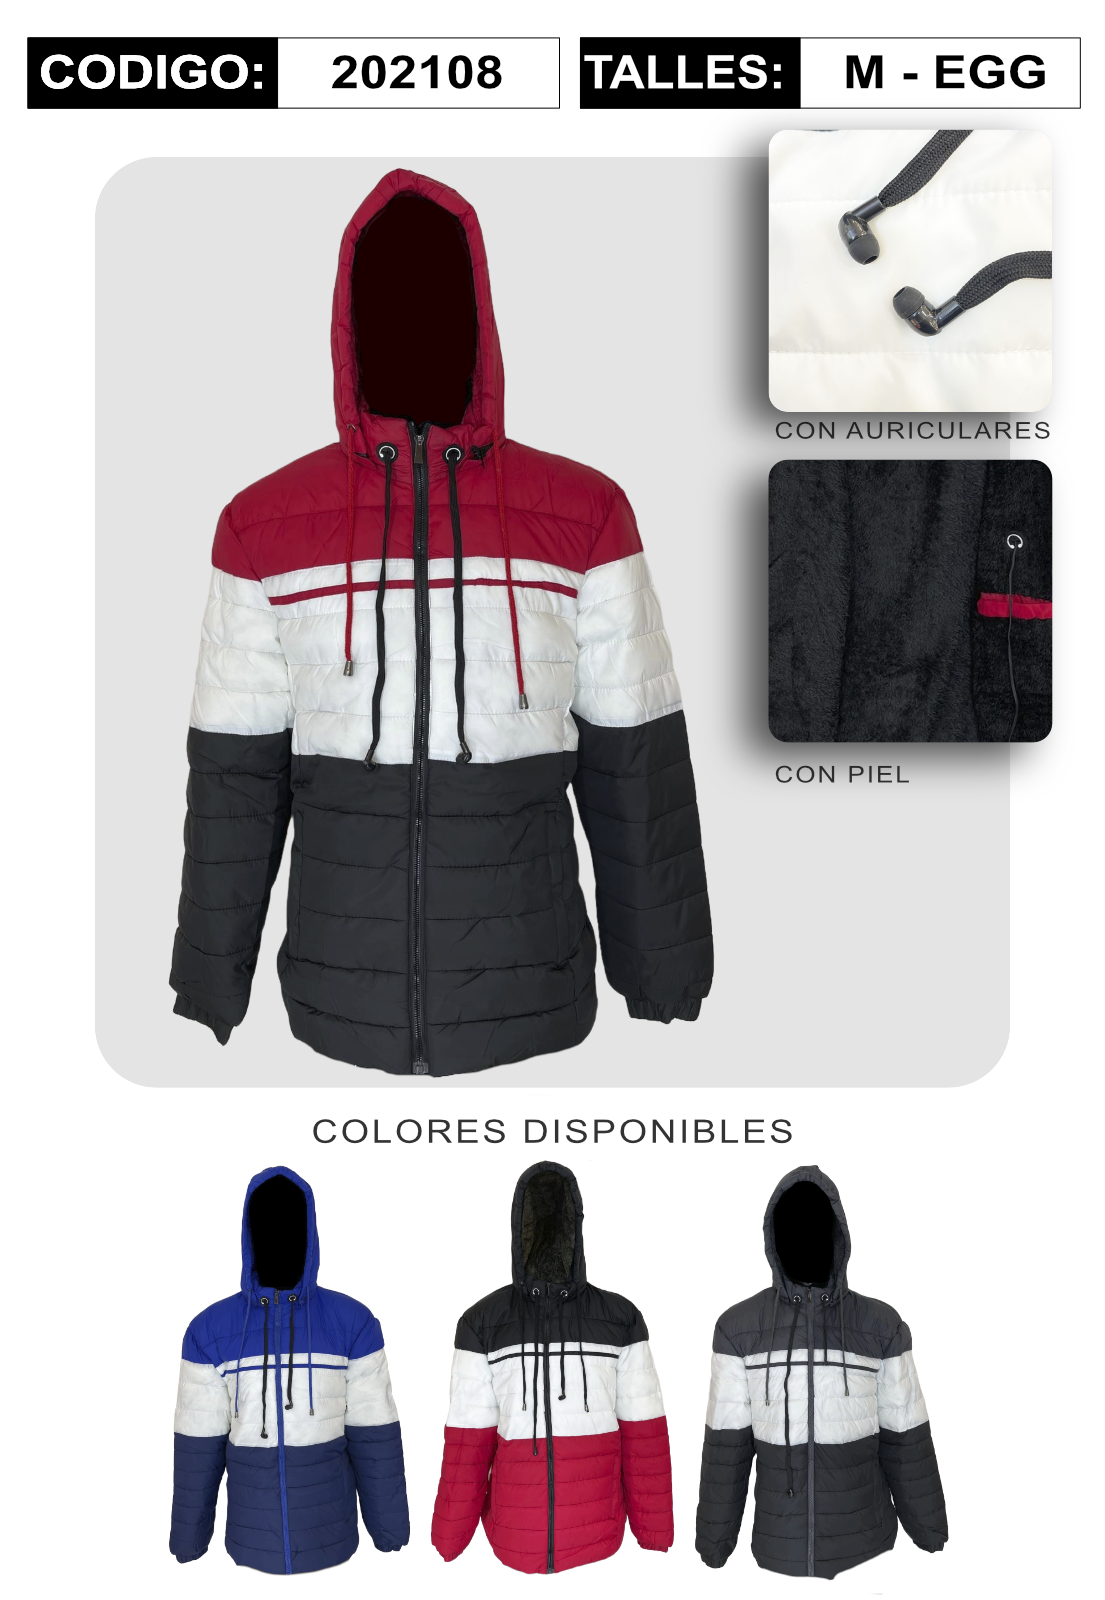 CODIGO: 202108 TALLES: M - EGG
CON AURICULARES
CON PIEL
COLORES DISPONIBLES